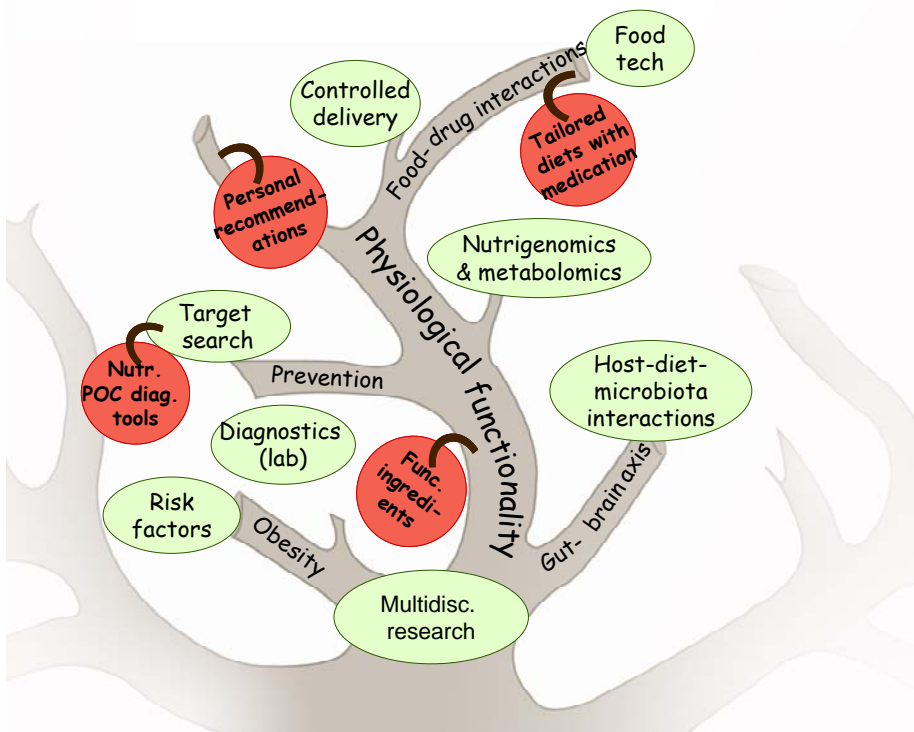 Food
tech
Controlled
delivery
Food- drug interactions
Tailored
diets with
medication
Personal
recommend-
ations
Nutrigenomics
& metabolomics
Physiological functionality
Target
search
Nutr.
POC diag.
tools
Prevention
Host-diet-
microbiota
interactions
Diagnostics
(lab)
Func.
ingredi-
ents
Risk
factors
Obesity
Gut- brain axis
Multidisc.
research